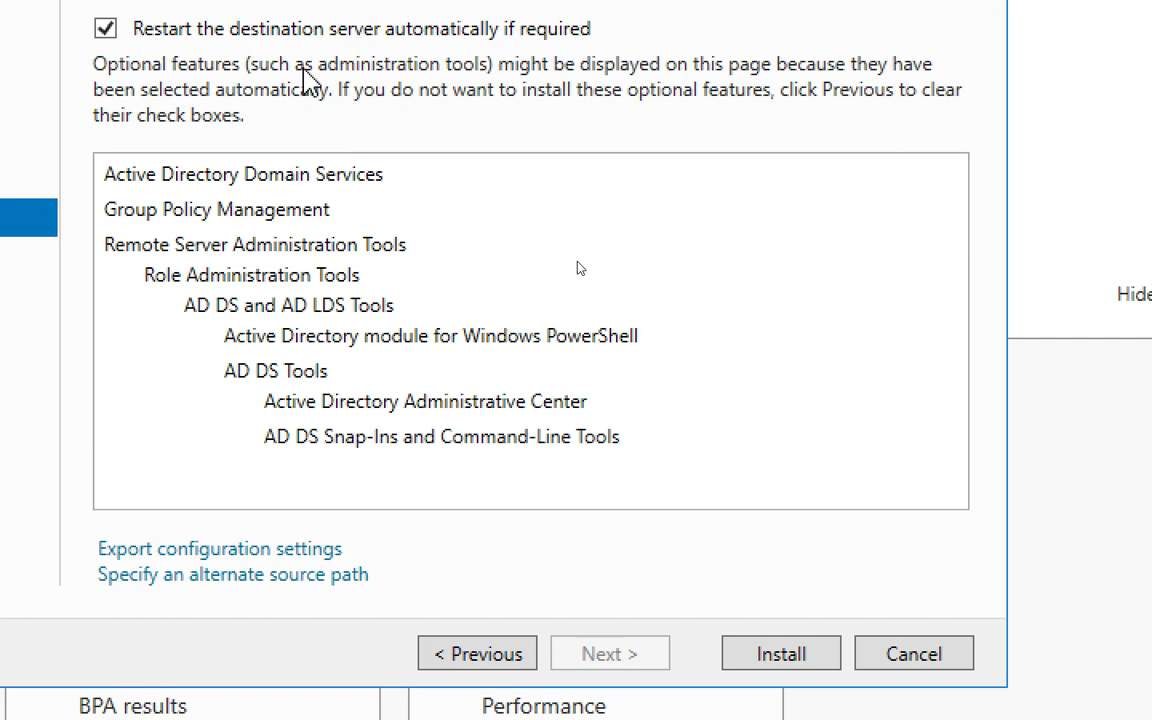 Restart the destination server automatically if required
Optional features (such as administration tools) might be displayed on this page because they have
been selected automatically. If you do not want to install these optional features, click Previous to clear
their check boxes.
Active Directory Domain Services
Group Policy Management
Remote Server Administration Tools
Role Administration Tools
AD DS and AD LDS Tools
Active Directory module for Windows PowerShell
AD DS Tools
Active Directory Administrative Center
AD DS Snap-Ins and Command-Line Tools
Hide
Export configuration settings
Specify an alternate source path
< Previous
Next >
Install
Cancel
BPA results
Performance